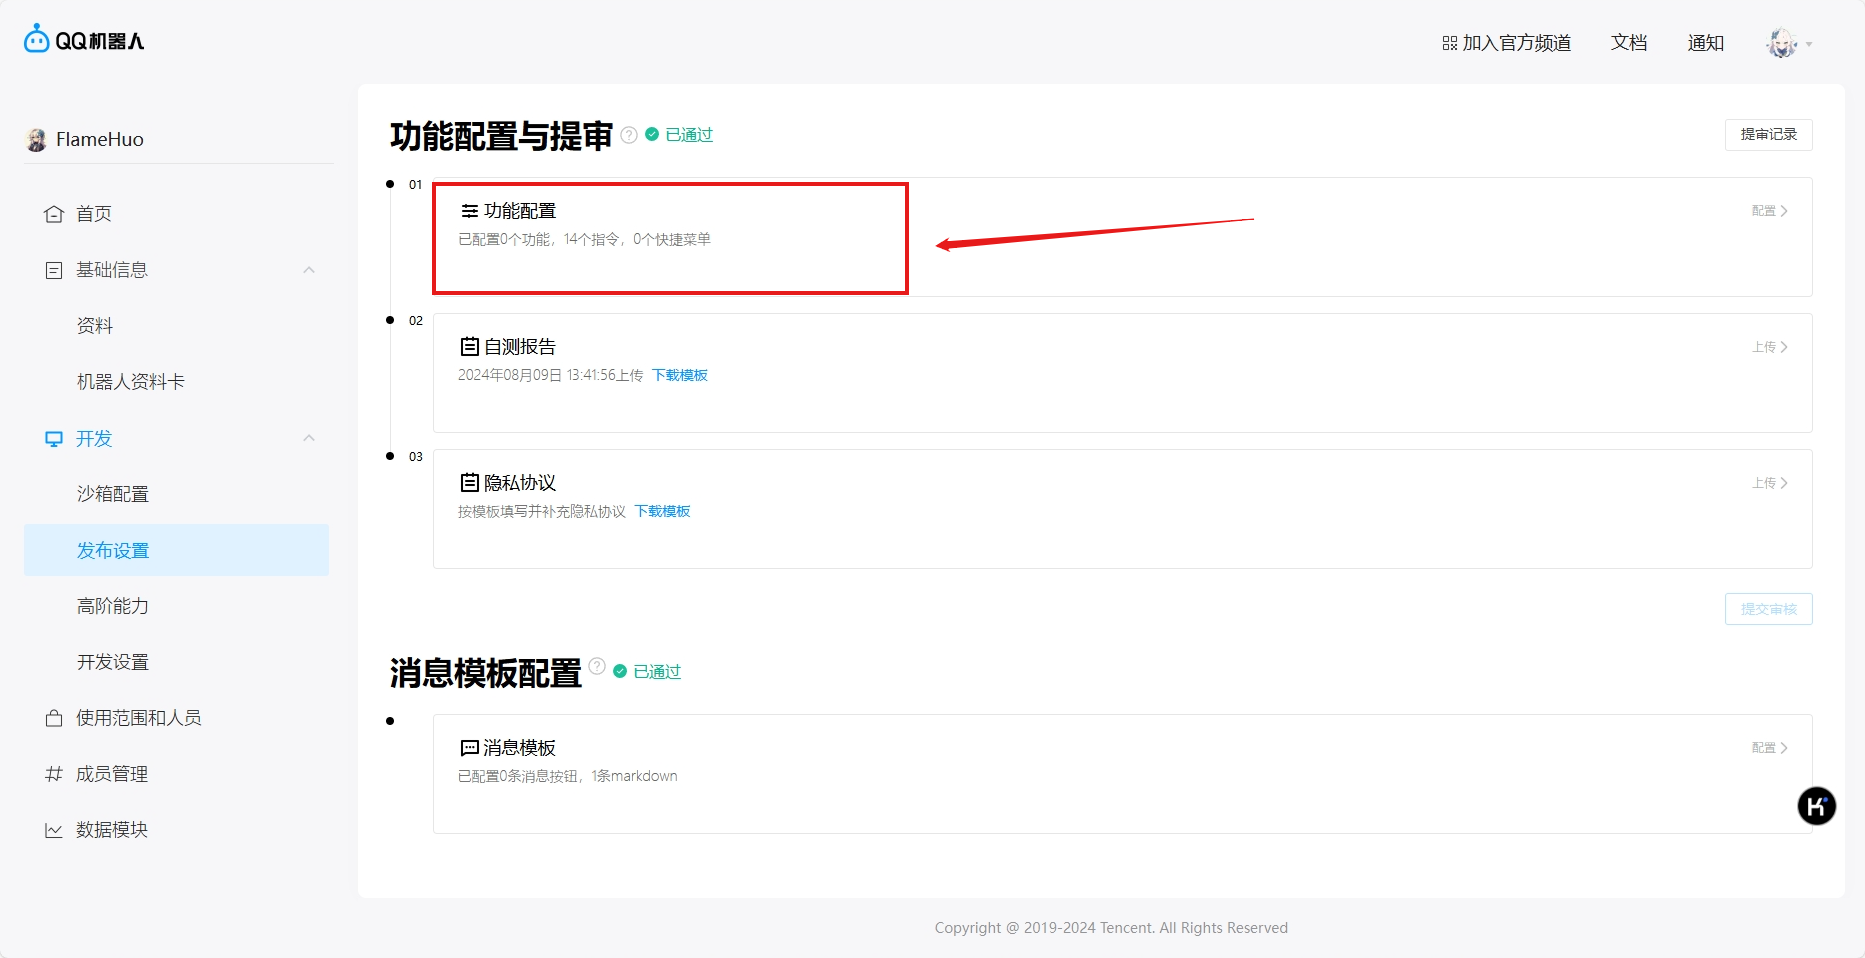 QQ机器人
加入官方频道
文档
通知
FlameHuo
首页
基础信息
资料
机器人资料卡
开发
沙箱配置
发布设置
高阶能力
开发设置
使用范围和人员
成员管理
数据模块
功能配置与提审 ? 已通过
提审记录
01
功能配置
配置
已配置0个功能，14个指令，0个快捷菜单
02
自测报告
上传
2024年08月09日 13:41:56上传 下载模板
03
隐私协议
上传
按模板填写并补充隐私协议 下载模板
提交审核
消息模板配置 ? 已通过
消息模板
配置
已配置0条消息按钮，1条markdown
K
Copyright @ 2019-2024 Tencent. All Rights Reserved